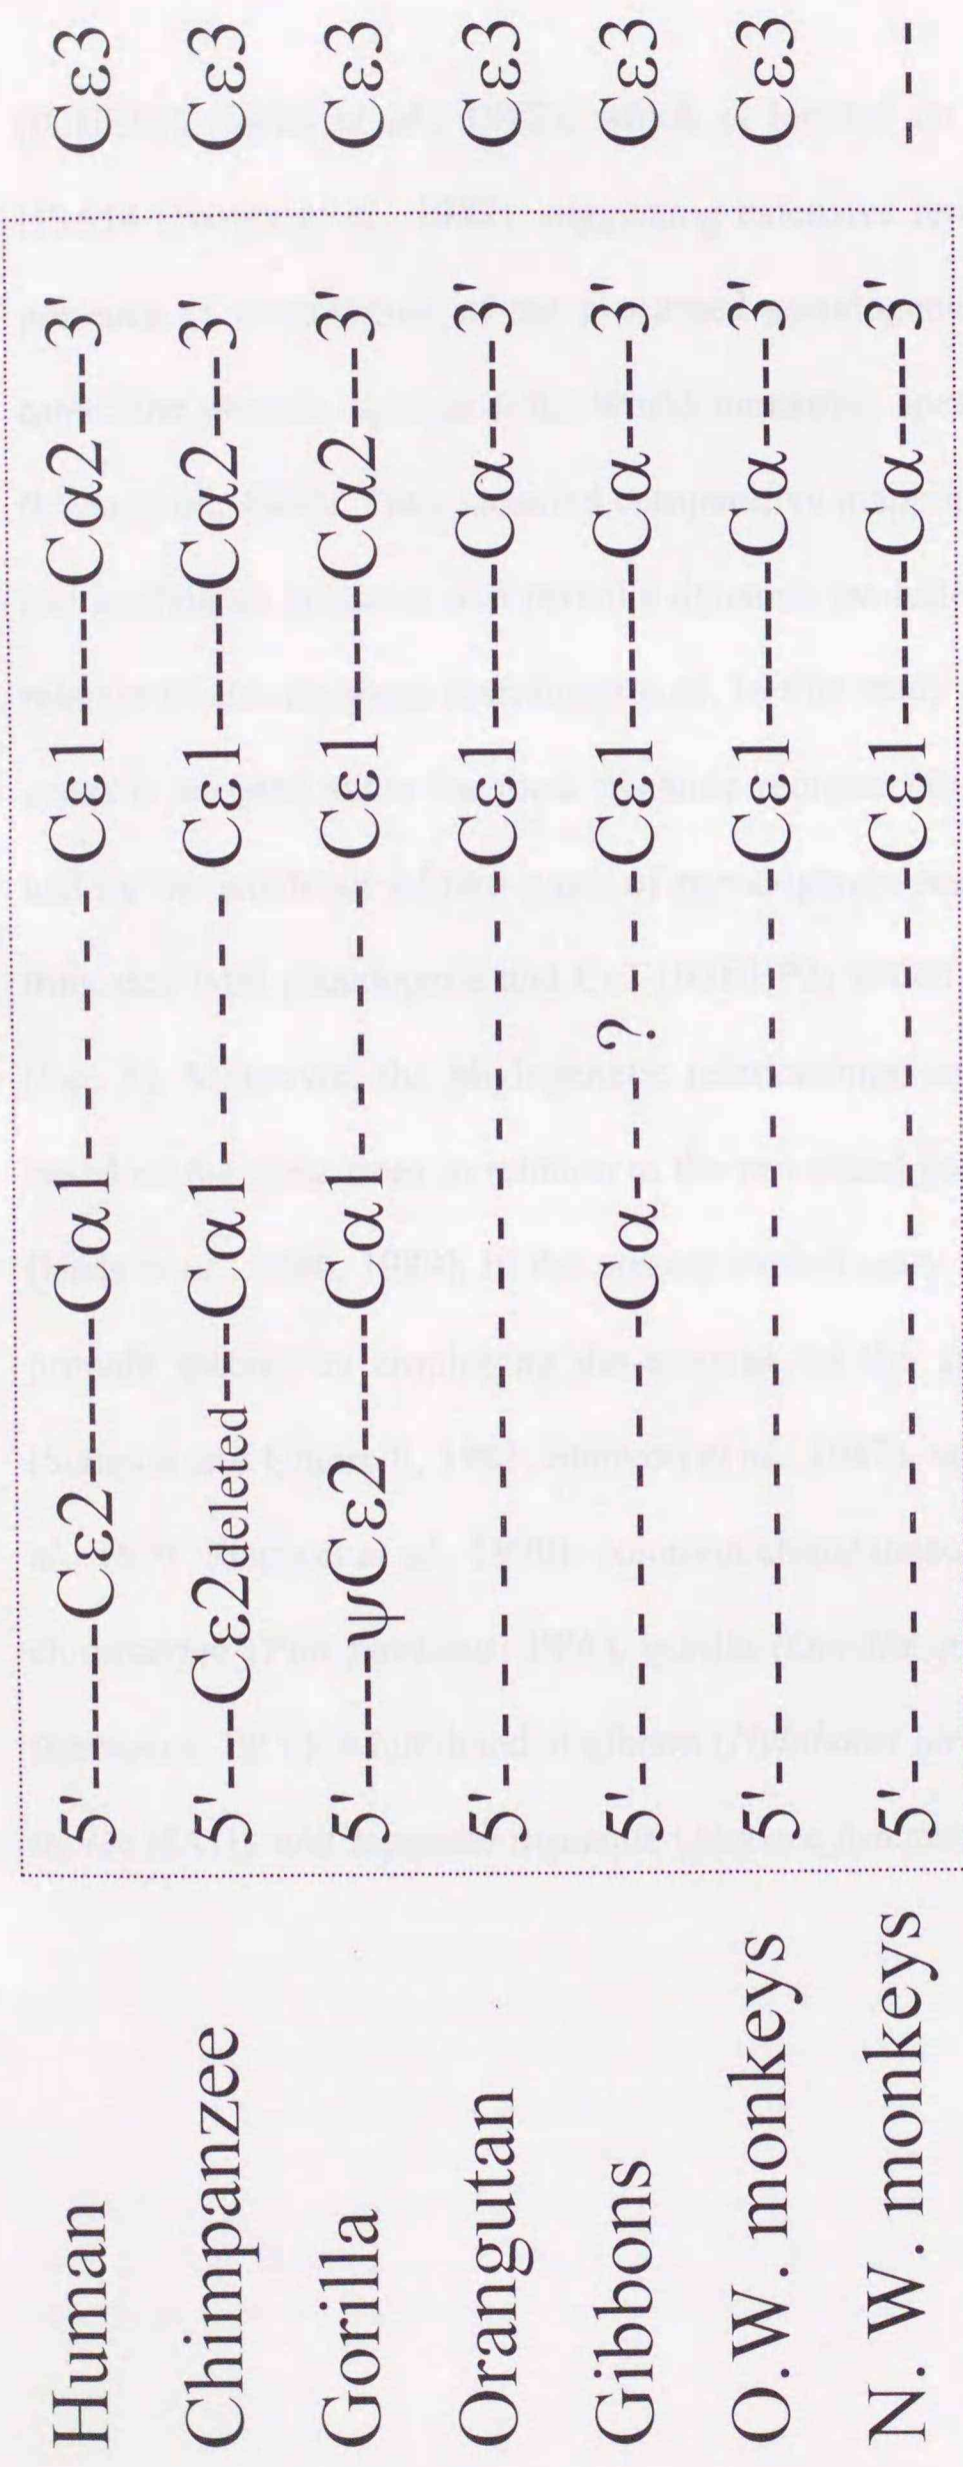 Human 5'------Cε2------Cα1-- - - - - -Cε1----Cα2---3' Cε3
Chimpanzee 5'---Cε2deleted---Cα1-- - - - - -Cε1----Cα2---3' Cε3
Gorilla 5'-----ψCε2------Cα1-- - - - - -Cε1-----Cα2---3' Cε3
Orangutan 5'- - - - - - - - - - - - - - - - -Cε1------Cα----3' Cε3
Gibbons 5'-- - - - - - - - -Cα- - - ? - - -Cε1------Cα----3' Cε3
O.W. monkeys 5'- - - - - - - - - - - - - - - - -Cε1------Cα----3' Cε3
N. W. monkeys 5'- - - - - - - - - - - - - - - - -Cε1------Cα----3' - - -